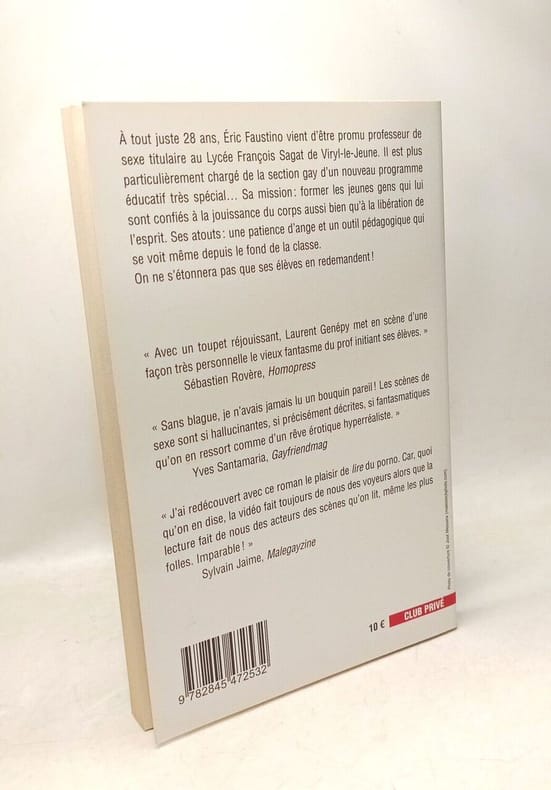 À tout juste 28 ans, Éric Faustino vient d'être promu professeur de
sexe titulaire au Lycée François Sagat de Viryl-le-Jeune. Il est plus
particulièrement chargé de la section gay d'un nouveau programme
éducatif très spécial... Sa mission : former les jeunes gens qui lui
sont confiés à la jouissance du corps aussi bien qu'à la libération de
l'esprit. Ses atouts : une patience d'ange et un outil pédagogique qui
se voit même depuis le fond de la classe.
On ne s'étonnera pas que ses élèves en redemandent !
« Avec un toupet réjouissant, Laurent Genépy met en scène d'une
façon très personnelle le vieux fantasme du prof initiant ses élèves. »
Sébastien Rovère, Homopress
« Sans blague, je n'avais jamais lu un bouquin pareil ! Les scènes de
sexe sont si hallucinantes, si précisément décrites, si fantasmatiques
qu'on en ressort comme d'un rêve érotique hyperréaliste. »
Yves Santamaria, Gayfriendmag
« J'ai redécouvert avec ce roman le plaisir de lire du porno. Car, quoi
qu'on en dise, la vidéo fait toujours de nous des voyeurs alors que la
lecture fait de nous des acteurs des scènes qu'on lit, même les plus
folles. Imparable ! »
Sylvain Jaime, Malegayzine
10 € CLUB PRIVÉ
9 782845 472532